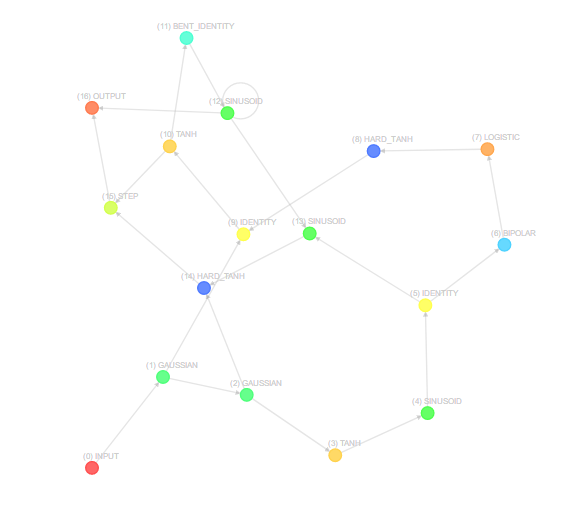 (11) BENT_IDENTITY
(16) OUTPUT
(12) SINUSOID
(10) TANH
(8) HARD_TANH
(7) LOGISTIC
(15) STEP
(9) IDENTITY
(13) SINUSOID
(6) BIPOLAR
(14) HARD_TANH
(5) IDENTITY
(1) GAUSSIAN
(2) GAUSSIAN
(4) SINUSOID
(3) TANH
(0) INPUT